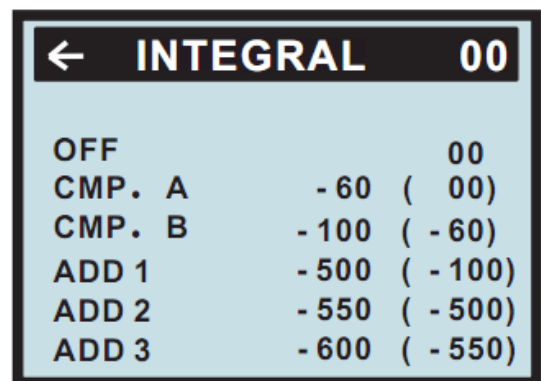 ← INTEGRAL 00
OFF 00
CMP. A -60 ( 00)
CMP. B -100 ( -60)
ADD 1 -500 ( -100)
ADD 2 -550 ( -500)
ADD 3 -600 ( -550)